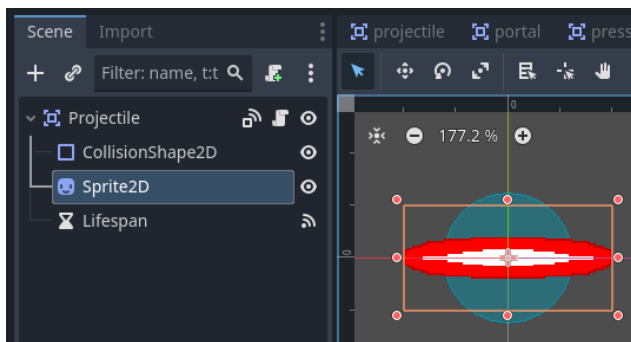 Scene Import
projectile portal press
Filter: name, t:t
Projectile
CollisionShape2D
Sprite2D
Lifespan
0
177.2 %
0